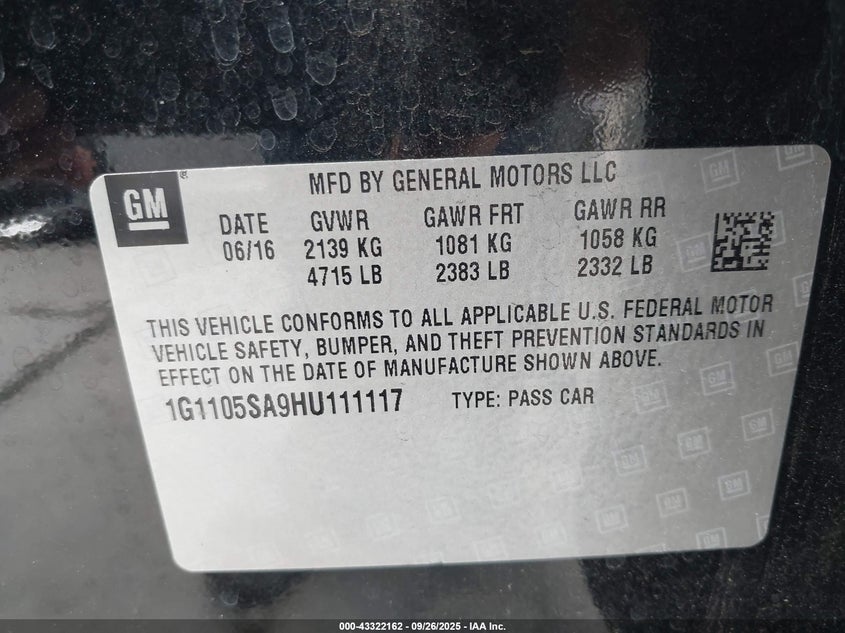 GM
MFD BY GENERAL MOTORS LLC
DATE GVWR GAWR FRT GAWR RR
06/16 2139 KG 1081 KG 1058 KG
4715 LB 2383 LB 2332 LB
THIS VEHICLE CONFORMS TO ALL APPLICABLE U.S. FEDERAL MOTOR
VEHICLE SAFETY, BUMPER, AND THEFT PREVENTION STANDARDS IN
EFFECT ON THE DATE OF MANUFACTURE SHOWN ABOVE.
1G1105SA9HU111117 TYPE: PASS CAR
000-43322162 - 09/26/2025 - IAA Inc.